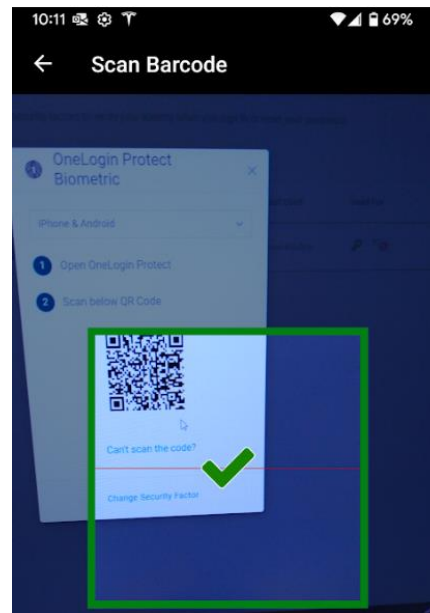 10:11 69%
Scan Barcode
OneLogin Protect
Biometric
iPhone & Android
1 Open OneLogin Protect
2 Scan below QR Code
Can't scan the code?
Change Security Factor